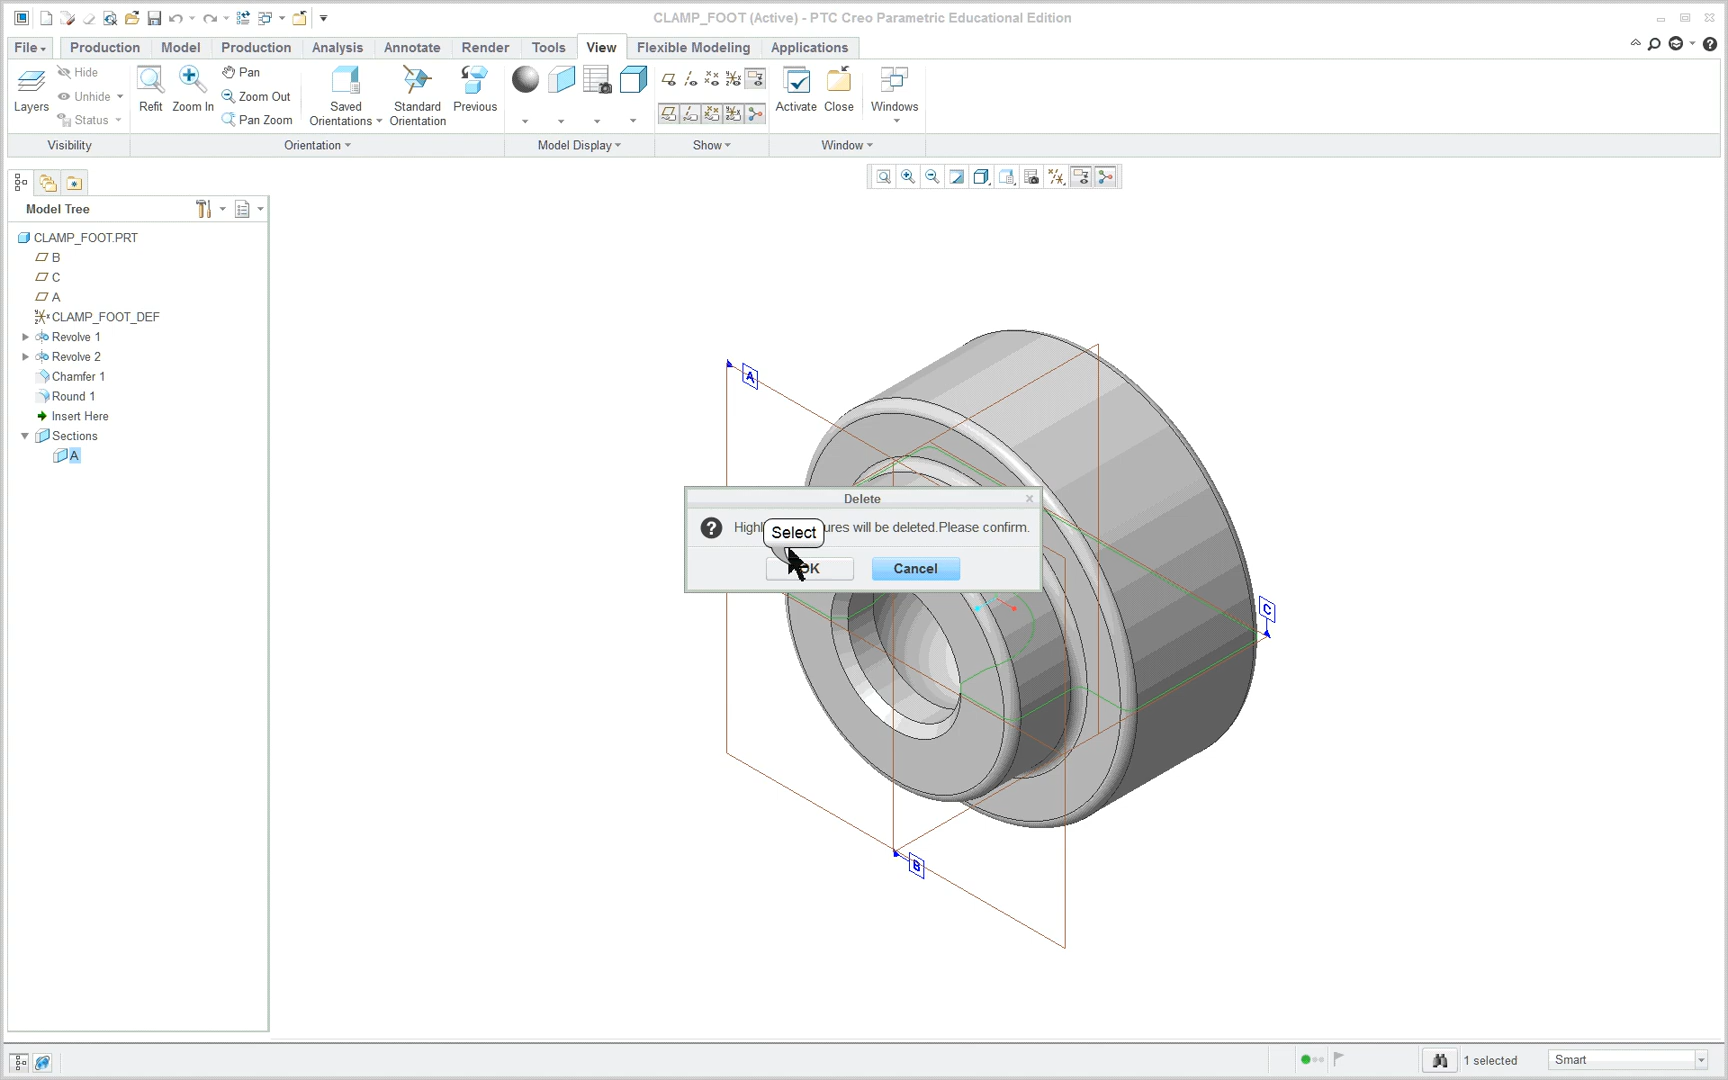 CLAMP_FOOT (Active) - PTC Creo Parametric Educational Edition
File
Production
Model
Production
Analysis
Annotate
Render
Tools
View
Flexible Modeling
Applications
Layers
Hide
Unhide
Status
Refit
Zoom In
Pan
Zoom Out
Pan Zoom
Saved
Orientations
Standard
Orientation
Previous
Activate
Close
Windows
Visibility
Orientation
Model Display
Show
Window
Model Tree
CLAMP_FOOT.PRT
B
C
A
CLAMP_FOOT_DEF
Revolve 1
Revolve 2
Chamfer 1
Round 1
Insert Here
Sections
A
A
C
B
Delete
will be deleted.Please confirm.
Select
Cancel
1 selected
Smart